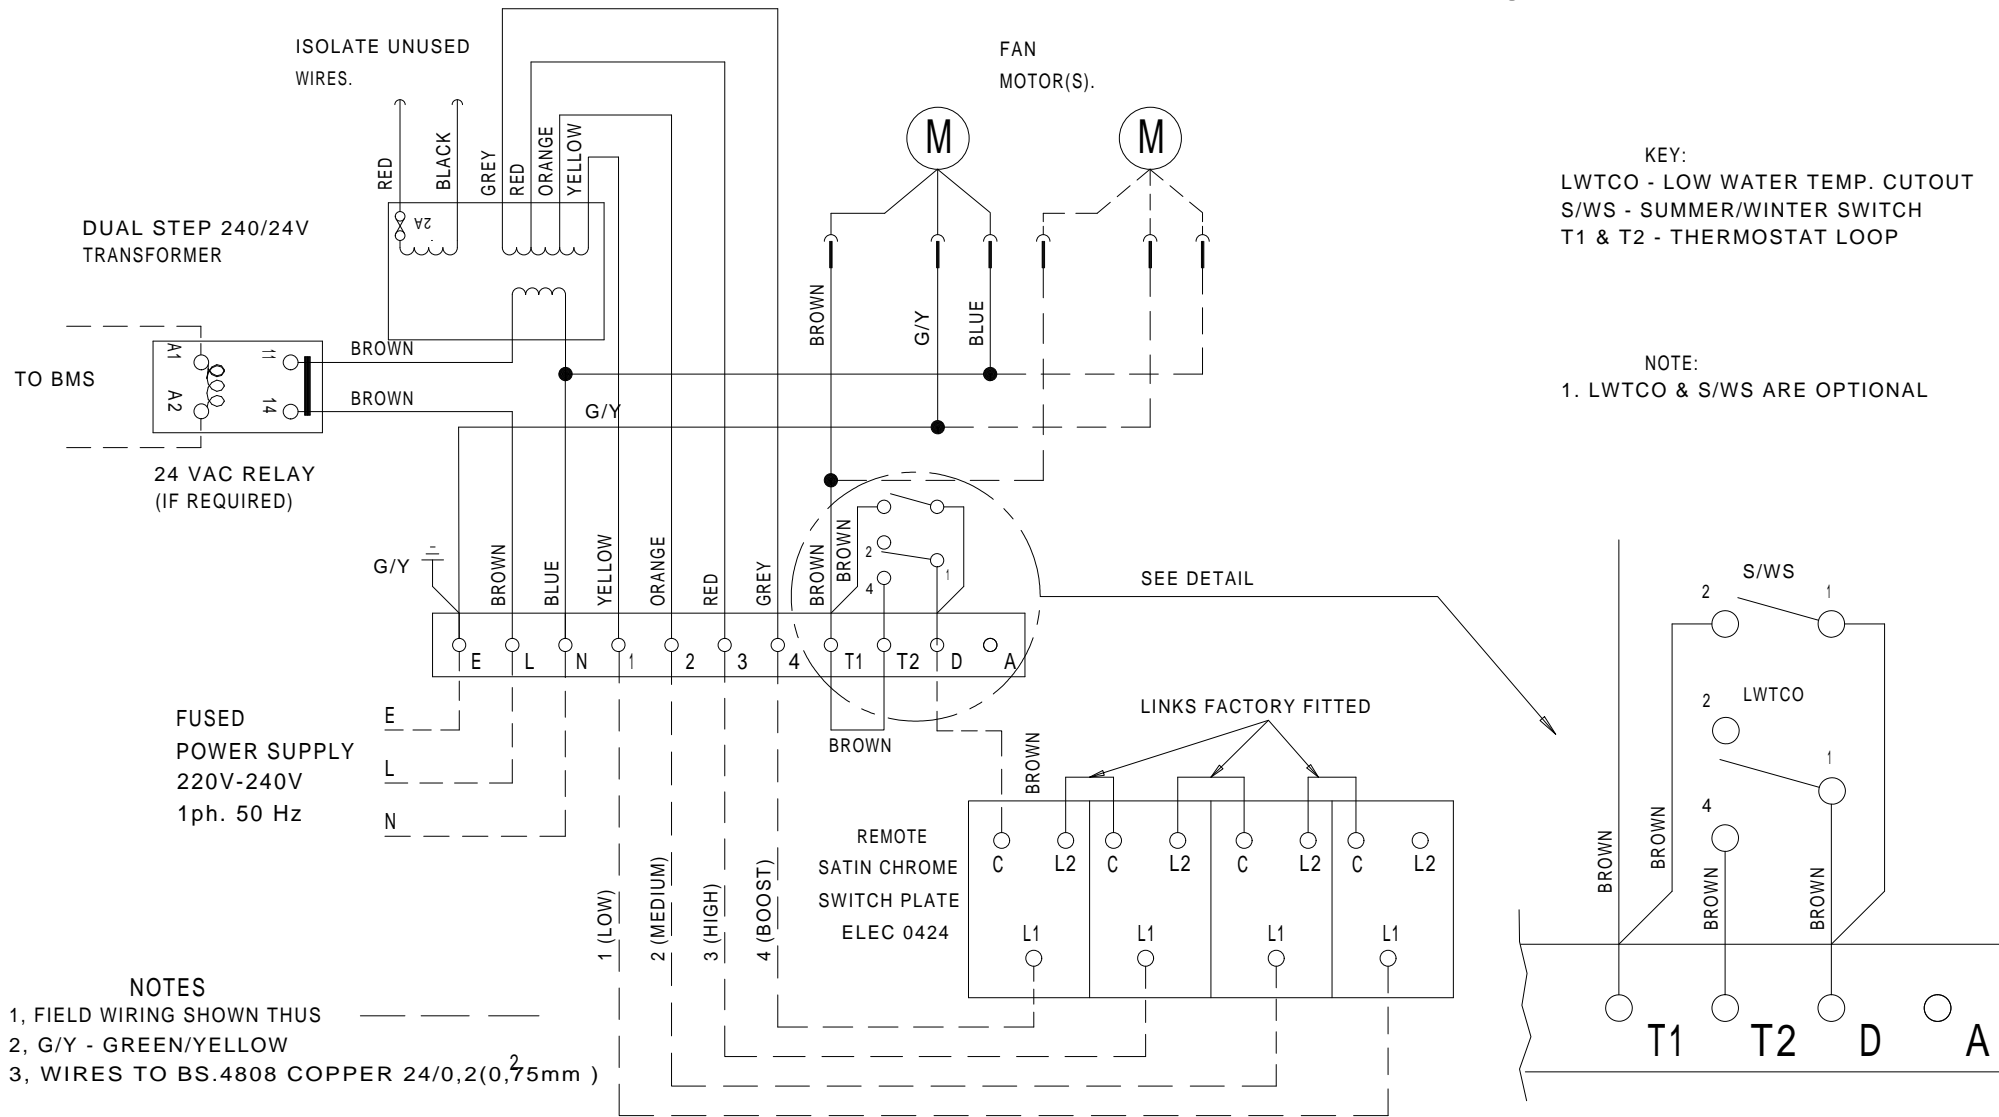 ISOLATE UNUSED
WIRES.
RED
BLACK
GREY
RED
ORANGE
YELLOW
2A
DUAL STEP 240/24V
TRANSFORMER
FAN
MOTOR(S).
M
M
BROWN
G/Y
BLUE
KEY:
LWTCO - LOW WATER TEMP. CUTOUT
S/WS - SUMMER/WINTER SWITCH
T1 & T2 - THERMOSTAT LOOP
NOTE:
1. LWTCO & S/WS ARE OPTIONAL
TO BMS
A1
A2
11
14
BROWN
BROWN
G/Y
24 VAC RELAY
(IF REQUIRED)
G/Y
BROWN
BLUE
YELLOW
ORANGE
RED
GREY
BROWN
BROWN
2
4
1
E
L
N
1
2
3
4
T1
T2
D
A
SEE DETAIL
FUSED
POWER SUPPLY
220V-240V
1ph. 50 Hz
E
L
N
BROWN
BROWN
LINKS FACTORY FITTED
1 (LOW)
2 (MEDIUM)
3 (HIGH)
4 (BOOST)
REMOTE
SATIN CHROME
SWITCH PLATE
ELEC 0424
C
L2
C
L2
C
L2
C
L2
L1
L1
L1
L1
S/WS
2
1
LWTCO
2
1
4
BROWN
BROWN
BROWN
BROWN
T1
T2
D
A
NOTES
1, FIELD WIRING SHOWN THUS
2, G/Y - GREEN/YELLOW
3, WIRES TO BS.4808 COPPER 24/0,2(0,75mm2)